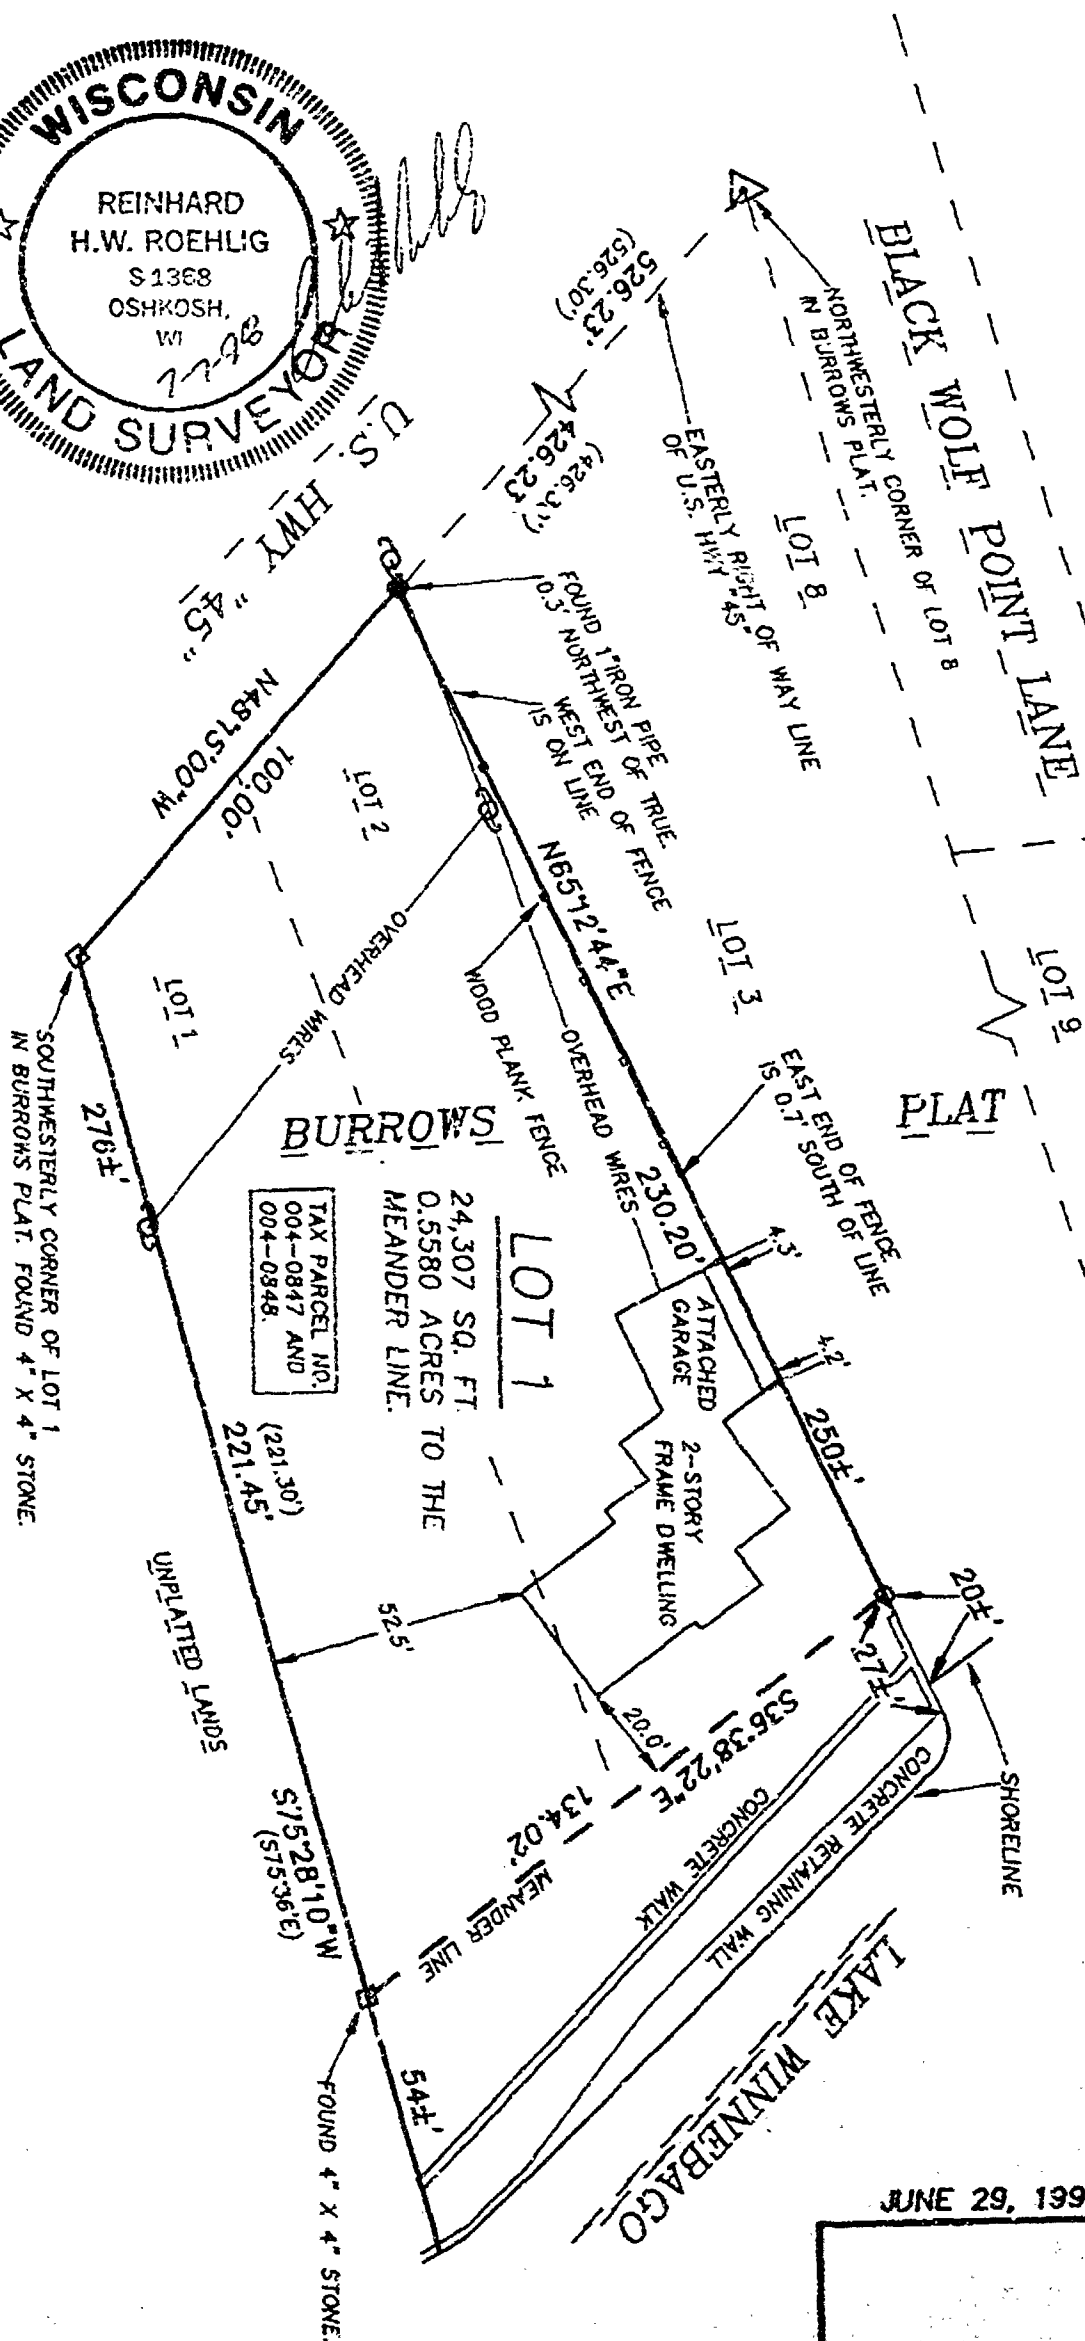 WISCONSIN
REINHARD
H.W. ROEHLIG
S-1368
OSHKOSH,
WI
LAND SURVEYOR
BLACK WOLF POINT LANE
NORTHWESTERLY CORNER OF LOT 8
IN BURROWS PLAT.
526.23'
(526.30')
426.23'
(426.3')
EASTERLY RIGHT OF WAY LINE
OF U.S. HWY "45"
LOT 8
LOT 9
LOT 3
PLAT
U.S. HWY "45"
FOUND 1" IRON PIPE
0.3' NORTHWEST OF TRUE.
WEST END OF FENCE
IS ON LINE
N48°15'00"W
100.00'
LOT 2
LOT 1
OVERHEAD WIRES
N65°12'44"E
230.20'
WOOD PLANK FENCE
OVERHEAD WIRES
EAST END OF FENCE
IS 0.7' SOUTH OF LINE
4.3'
4.2'
250±'
20±'
27±'
SHORELINE
BURROWS
LOT 1
24,307 SQ. FT.
0.5580 ACRES TO THE
MEANDER LINE.
TAX PARCEL NO.
004-0847 AND
004-0848.
ATTACHED
GARAGE
2-STORY
FRAME DWELLING
SOUTHWESTERLY CORNER OF LOT 1
IN BURROWS PLAT. FOUND 4" X 4" STONE.
276±'
(221.30')
221.45'
UNPLATTED LANDS
52.5'
20.0'
S36°38'22"E
134.02'
MEANDER LINE
CONCRETE WALK
CONCRETE RETAINING WALL
LAKE WINNEBAGO
S75°28'10"W
(S75°36'E)
54±'
FOUND 4" X 4" STONE.
JUNE 29, 199